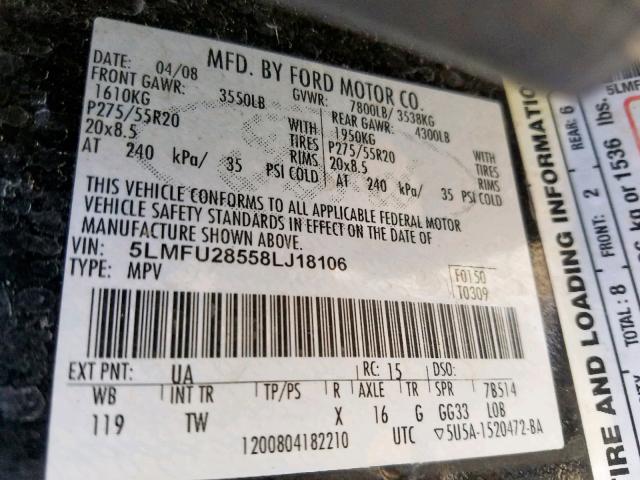 MFD. BY FORD MOTOR CO.
DATE: 04/08 GVWR: 7800LB/ 3538KG
FRONT GAWR: 3550LB REAR GAWR: 4300LB
1610KG 1950KG
P275/55R20 WITH TIRES P275/55R20 WITH TIRES
20x8.5 RIMS 20x8.5 RIMS
AT 240 kPa/ 35 PSI COLD AT 240 kPa/ 35 PSI COLD
THIS VEHICLE CONFORMS TO ALL APPLICABLE FEDERAL MOTOR
VEHICLE SAFETY STANDARDS IN EFFECT ON THE DATE OF
MANUFACTURE SHOWN ABOVE.
VIN: 5LMFU28558LJ18106
TYPE: MPV
F0150
T0309
EXT PNT: UA RC: 15 DSO:
WB INT TR TP/PS R AXLE TR SPR 7B514
119 TW X 16 G GG33 LOB
1200804182210 UTC ▽5U5A-1520472-BA
5LMF
TIRE AND LOADING INFORMATION
TOTAL: 8 FRONT: 2 REAR: 6
kg or 1536 lbs.